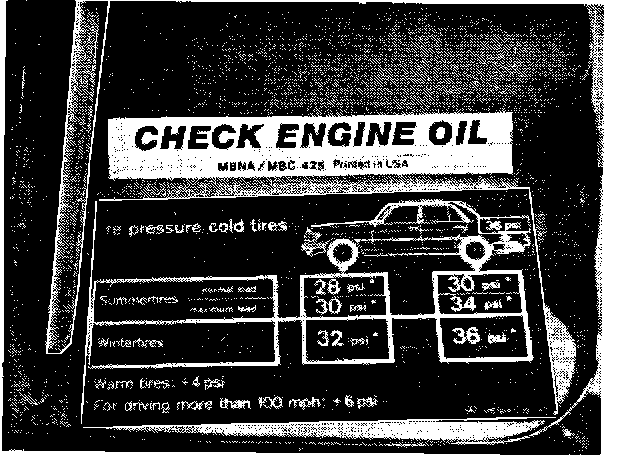 CHECK ENGINE OIL
MBNA / MBC-425 Printed in USA
re pressure cold tires
36 psi
Summertires normal load 28 psi* 30 psi*
maximum load 30 psi* 34 psi*
Wintertires 32 psi* 36 psi*
Warm tires: +4 psi
For driving more than 100 mph: +6 psi